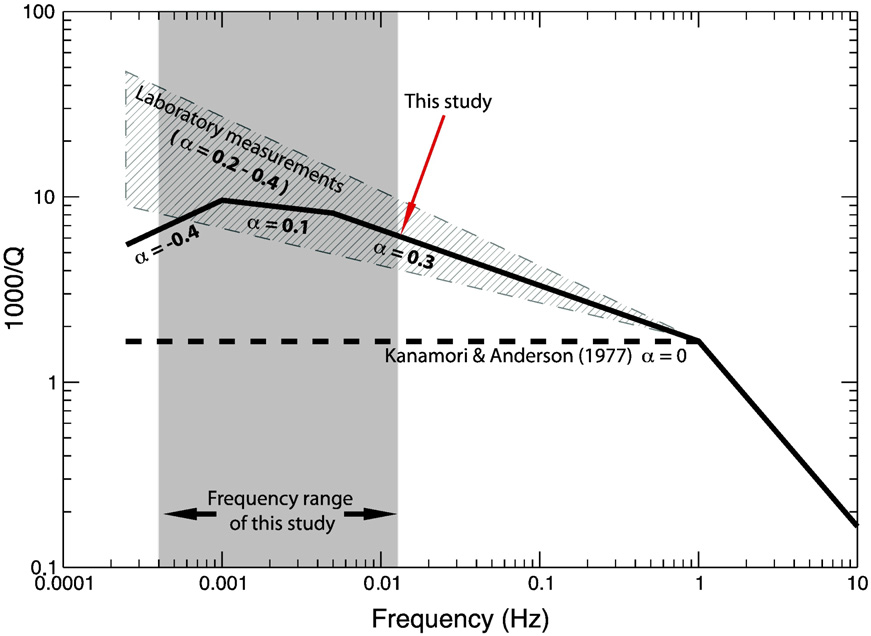 100
10
1
0.1
1000/Q
Laboratory measurements
( α = 0.2 - 0.4 )
This study
α = -0.4
α = 0.1
α = 0.3
Kanamori & Anderson (1977) α = 0
Frequency range
of this study
0.0001
0.001
0.01
0.1
1
10
Frequency (Hz)